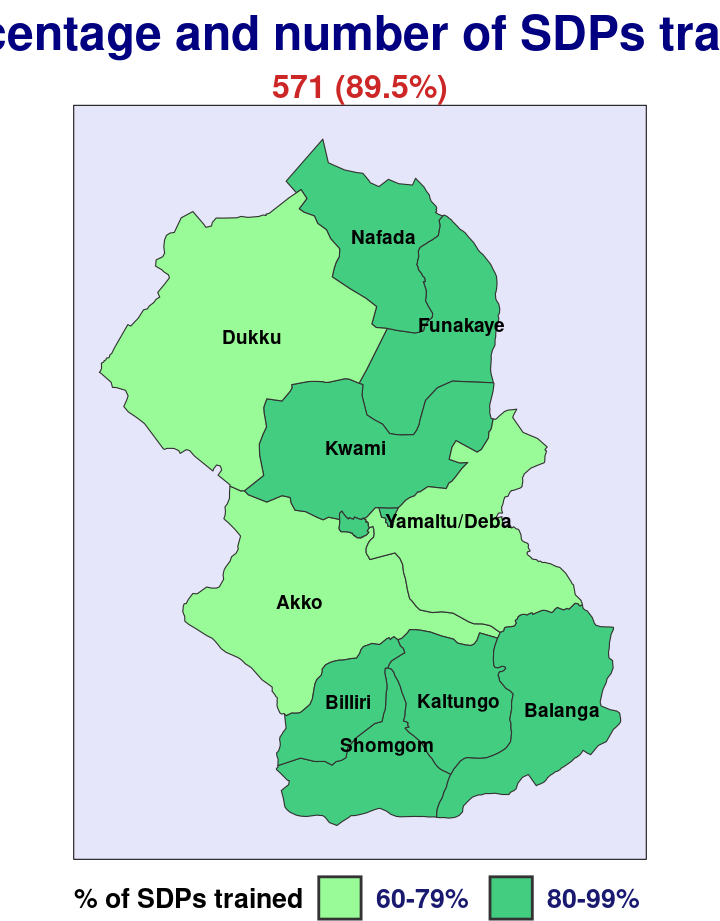 centage and number of SDPs tra
571 (89.5%)
Nafada
Funakaye
Dukku
Kwami
Yamaltu/Deba
Akko
Billiri
Kaltungo
Balanga
Shomgom
% of SDPs trained 60-79% 80-99%